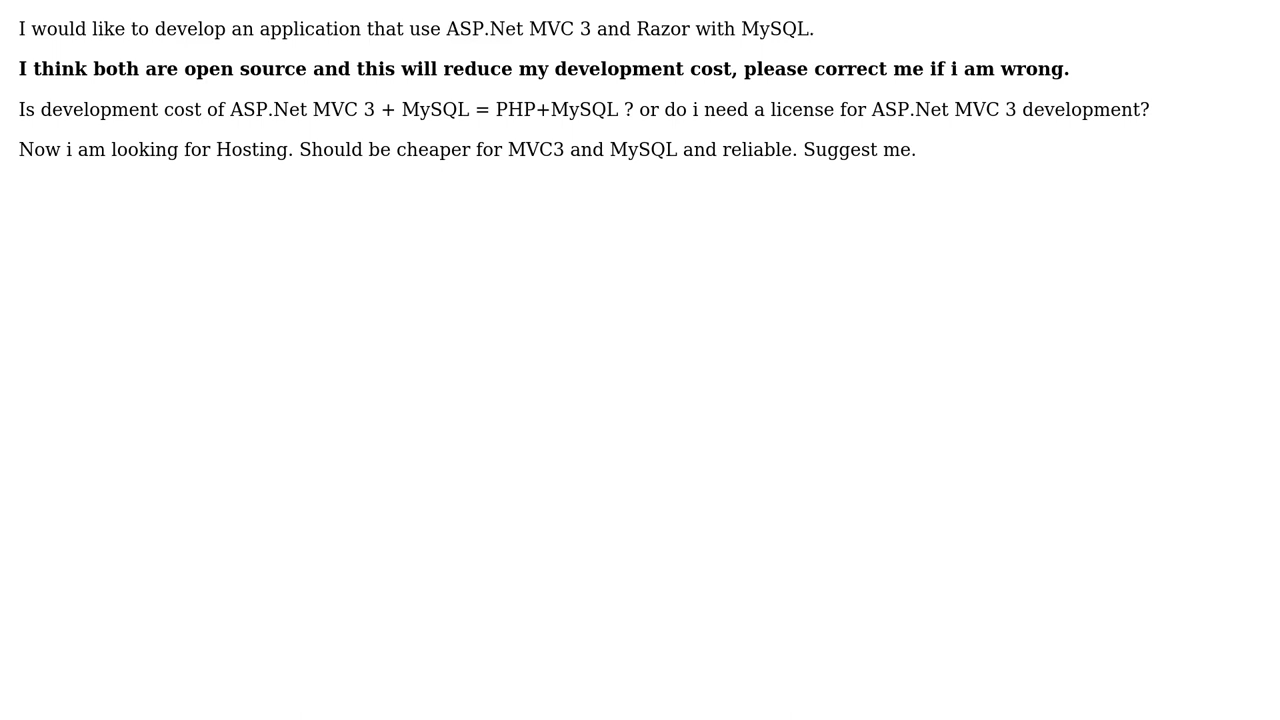 I would like to develop an application that use ASP.Net MVC 3 and Razor with MySQL.
I think both are open source and this will reduce my development cost, please correct me if i am wrong.
Is development cost of ASP.Net MVC 3 + MySQL = PHP+MySQL ? or do i need a license for ASP.Net MVC 3 development?
Now i am looking for Hosting. Should be cheaper for MVC3 and MySQL and reliable. Suggest me.